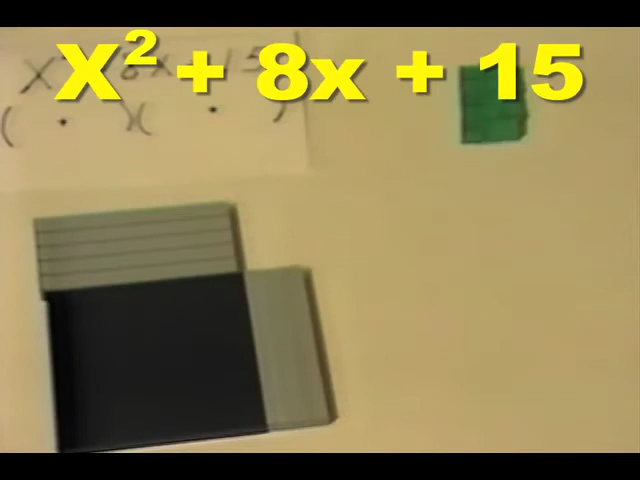 X² + 8x + 15
( · )( · )